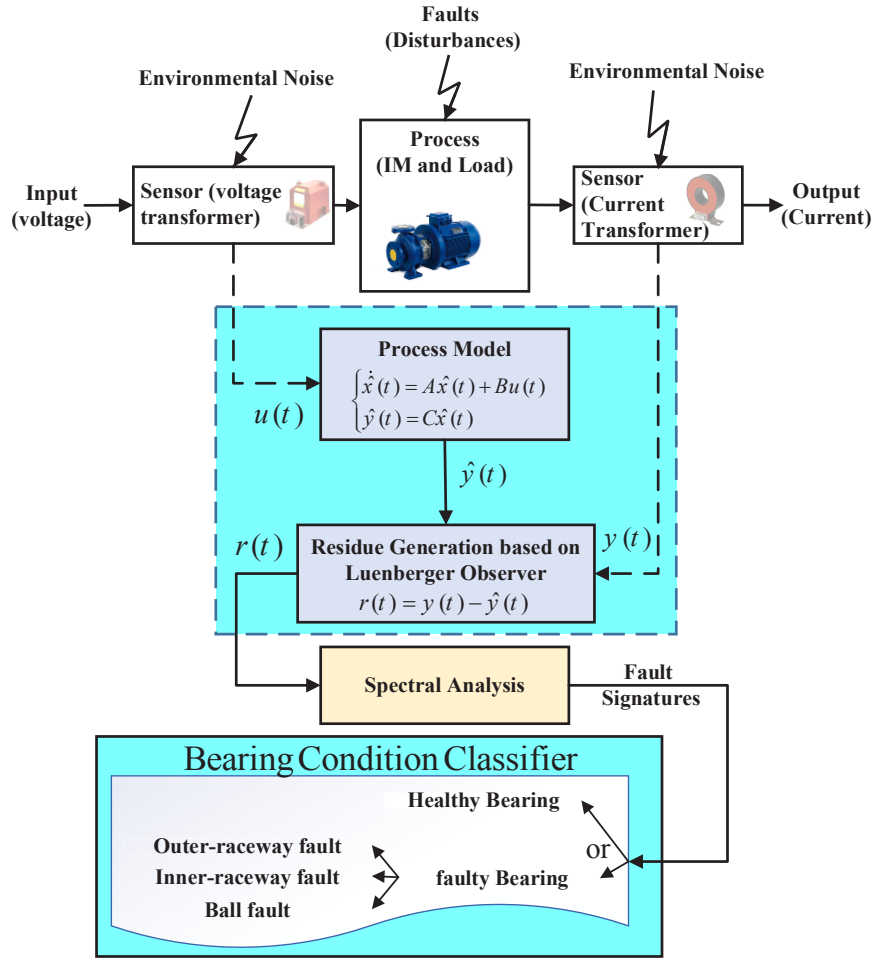 Faults
(Disturbances)
Environmental Noise
Environmental Noise
Process
(IM and Load)
Input
(voltage)
Sensor (voltage
transformer)
Sensor
(Current
Transformer)
Output
(Current)
Process Model
{ẋ̂(t) = Ax̂(t) + Bu(t)
ŷ(t) = Cx̂(t)
u(t)
ŷ(t)
r(t)
y(t)
Residue Generation based on
Luenberger Observer
r(t) = y(t) − ŷ(t)
Spectral Analysis
Fault
Signatures
Bearing Condition Classifier
Healthy Bearing
or
Outer-raceway fault
Inner-raceway fault
faulty Bearing
Ball fault